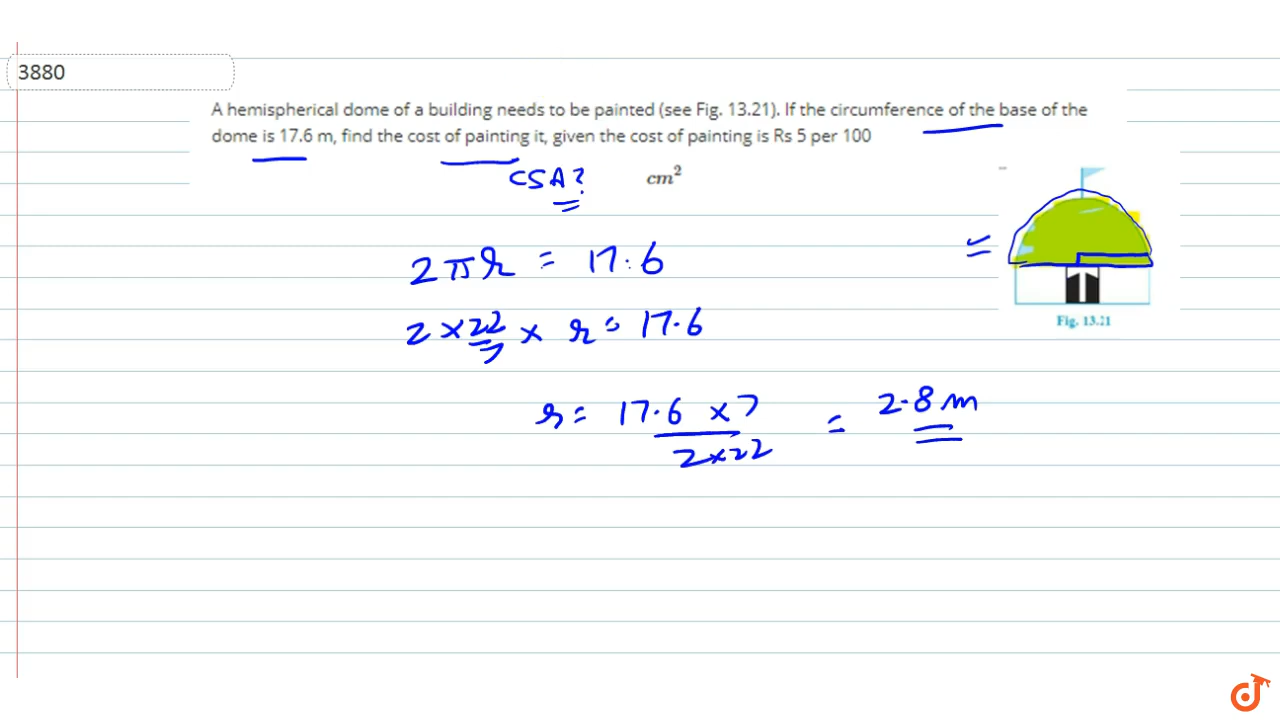 3880
A hemispherical dome of a building needs to be painted (see Fig. 13.21). If the circumference of the base of the
dome is 17.6 m, find the cost of painting it, given the cost of painting is Rs 5 per 100
CSA?
cm²
2πr = 17.6
2 × 22/7 × r = 17.6
r = 17.6 × 7 / 2×22 = 2.8 m
Fig. 13.21